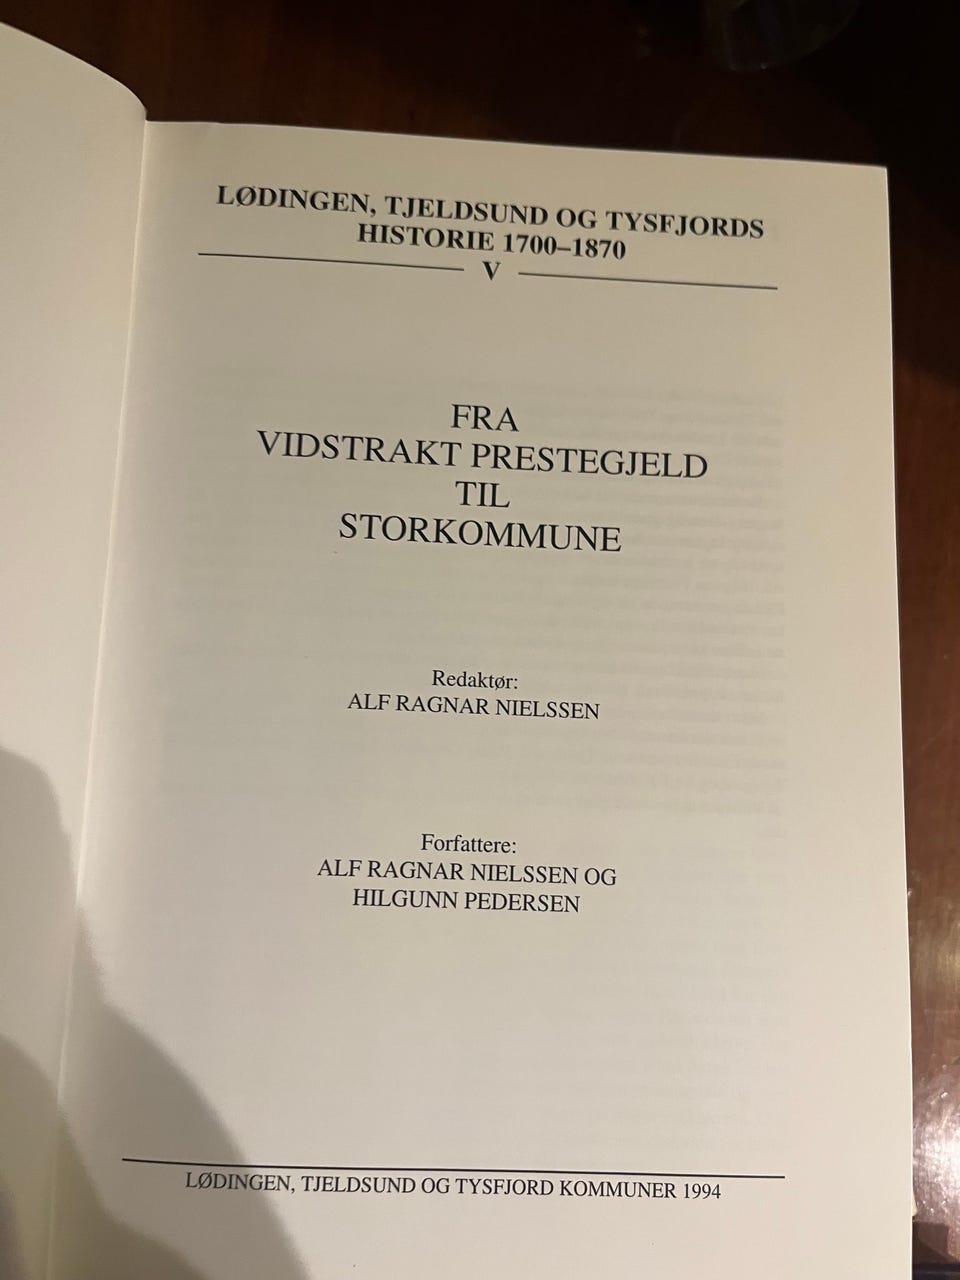 LØDINGEN, TJELDSUND OG TYSFJORDS
HISTORIE 1700–1870
V
FRA
VIDSTRAKT PRESTEGJELD
TIL
STORKOMMUNE
Redaktør:
ALF RAGNAR NIELSSEN
Forfattere:
ALF RAGNAR NIELSSEN OG
HILGUNN PEDERSEN
LØDINGEN, TJELDSUND OG TYSFJORD KOMMUNER 1994